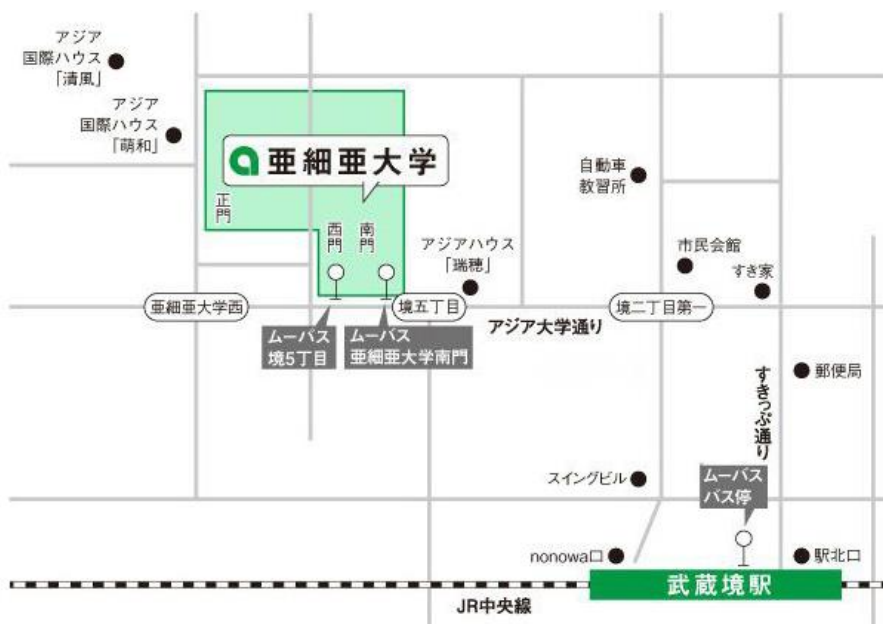 アジア
国際ハウス
「清風」
アジア
国際ハウス
「萌和」
亜細亜大学
正門
西門
南門
自動車
教習所
アジアハウス
「瑞穂」
市民会館
すき家
亜細亜大学西
境五丁目
境二丁目第一
アジア大学通り
ムーバス
境5丁目
ムーバス
亜細亜大学南門
郵便局
すきっぷ通り
スイングビル
ムーバス
バス停
nonowa口
駅北口
武蔵境駅
JR中央線